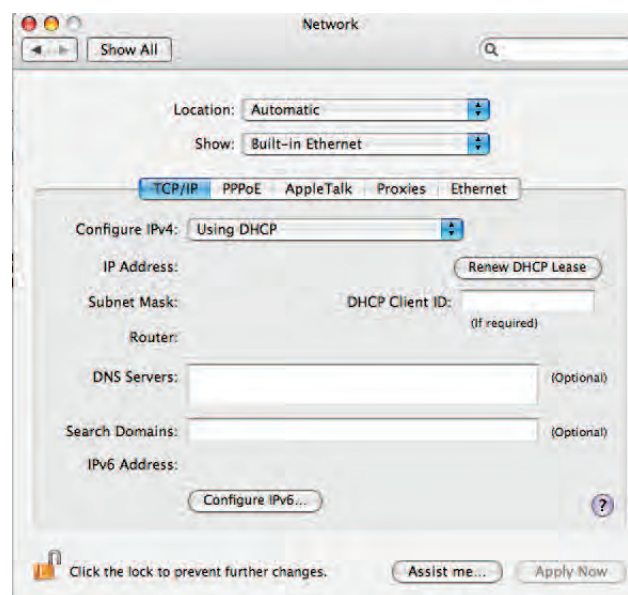 Network
Show All
Location: Automatic
Show: Built-in Ethernet
TCP/IP PPPoE AppleTalk Proxies Ethernet
Configure IPv4: Using DHCP
IP Address: Renew DHCP Lease
Subnet Mask: DHCP Client ID:
(If required)
Router:
DNS Servers: (Optional)
Search Domains: (Optional)
IPv6 Address:
Configure IPv6... ?
Click the lock to prevent further changes. Assist me... Apply Now